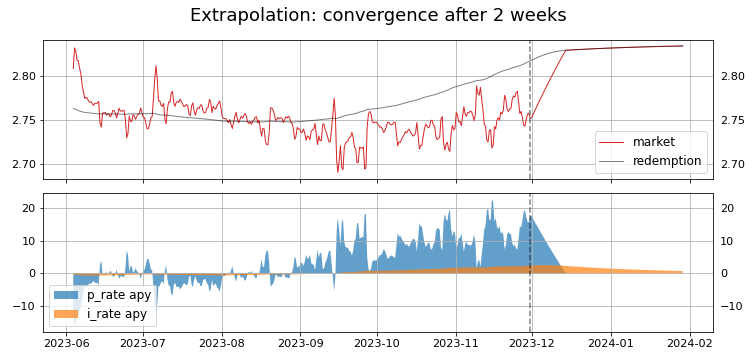 Extrapolation: convergence after 2 weeks
2.80 2.80
2.75 2.75
2.70 2.70
market
redemption
20 20
10 10
0 0
−10 −10
p_rate apy
i_rate apy
2023-06 2023-07 2023-08 2023-09 2023-10 2023-11 2023-12 2024-01 2024-02